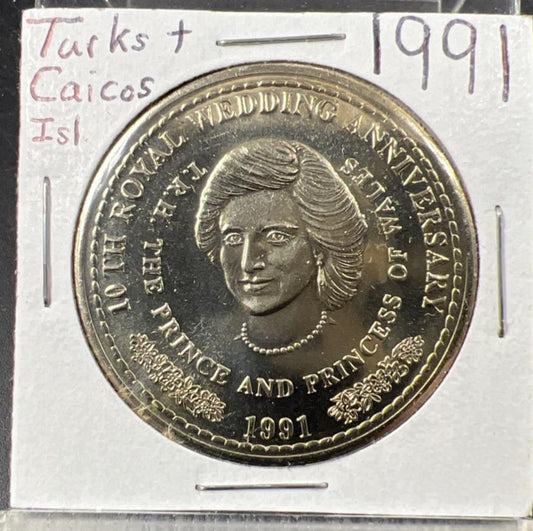 Turks + 1991
Caicos
Isl.
10TH ROYAL WEDDING ANNIVERSARY
T.R.H. THE PRINCE AND PRINCESS OF WALES
1991